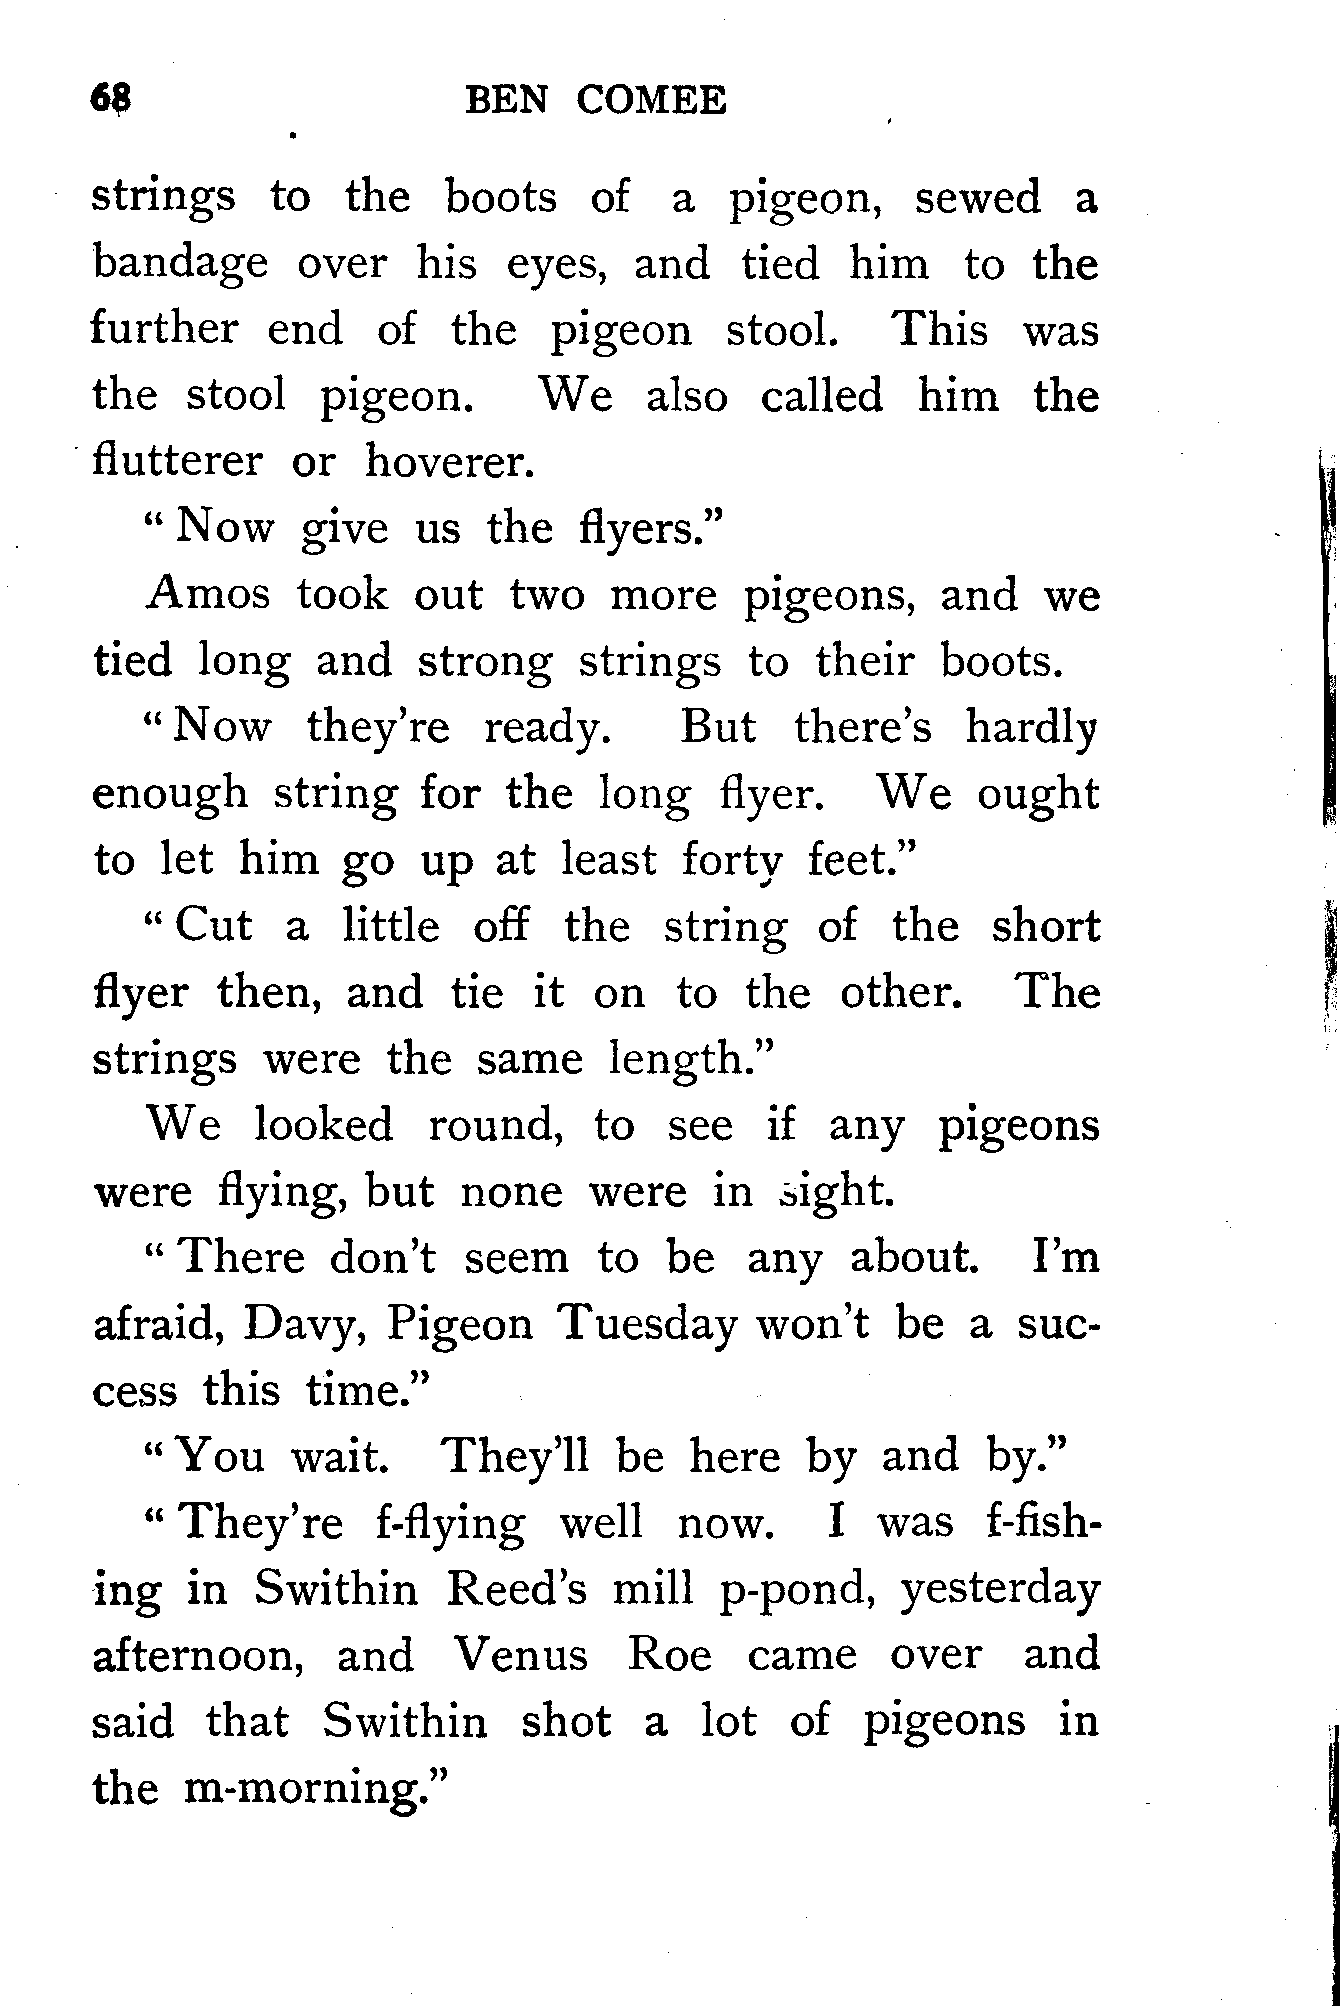 68 BEN COMEE
strings to the boots of a pigeon, sewed a
bandage over his eyes, and tied him to the
further end of the pigeon stool. This was
the stool pigeon. We also called him the
flutterer or hoverer.
“Now give us the flyers.”
Amos took out two more pigeons, and we
tied long and strong strings to their boots.
“Now they’re ready. But there’s hardly
enough string for the long flyer. We ought
to let him go up at least forty feet.”
“Cut a little off the string of the short
flyer then, and tie it on to the other. The
strings were the same length.”
We looked round, to see if any pigeons
were flying, but none were in sight.
“There don’t seem to be any about. I’m
afraid, Davy, Pigeon Tuesday won’t be a suc-
cess this time.”
“You wait. They’ll be here by and by.”
“They’re f-flying well now. I was f-fish-
ing in Swithin Reed’s mill p-pond, yesterday
afternoon, and Venus Roe came over and
said that Swithin shot a lot of pigeons in
the m-morning.”